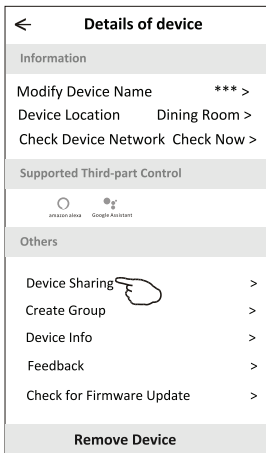 Details of device
Information
Modify Device Name *** >
Device Location Dining Room >
Check Device Network Check Now >
Supported Third-part Control
amazon alexa Google Assistant
Others
Device Sharing >
Create Group >
Device Info >
Feedback >
Check for Firmware Update >
Remove Device